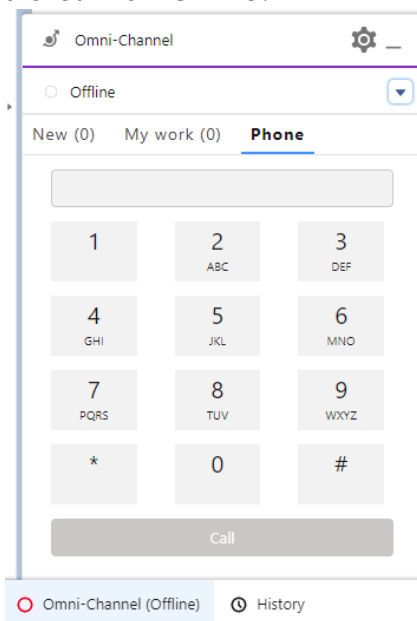 Omni-Channel
Offline
New (0) My work (0) Phone
1 2 3
ABC DEF
4 5 6
GHI JKL MNO
7 8 9
PQRS TUV WXYZ
* 0 #
Call
Omni-Channel (Offline) History